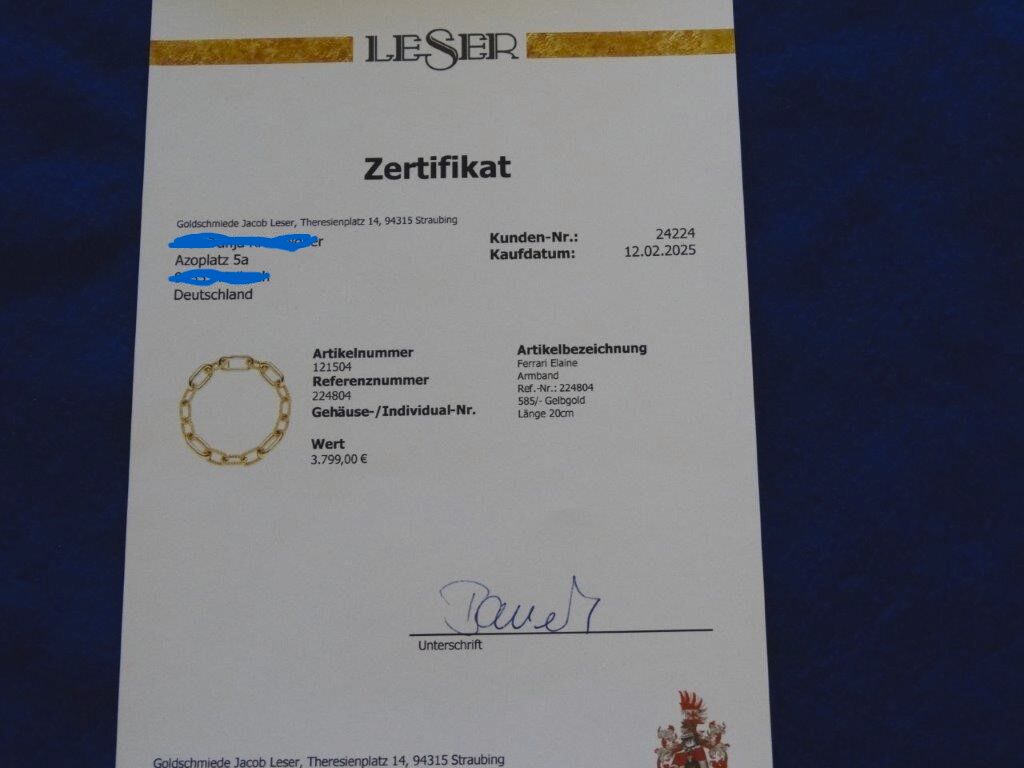 LESER
Zertifikat
Goldschmiede Jacob Leser, Theresienplatz 14, 94315 Straubing
Azoplatz 5a
Deutschland
Kunden-Nr.: 24224
Kaufdatum: 12.02.2025
Artikelnummer
121504
Referenznummer
224804
Gehäuse-/Individual-Nr.
Wert
3.799,00 €
Artikelbezeichnung
Ferrari Elaine
Armband
Ref.-Nr.: 224804
585/- Gelbgold
Länge 20cm
Unterschrift
Goldschmiede Jacob Leser, Theresienplatz 14, 94315 Straubing